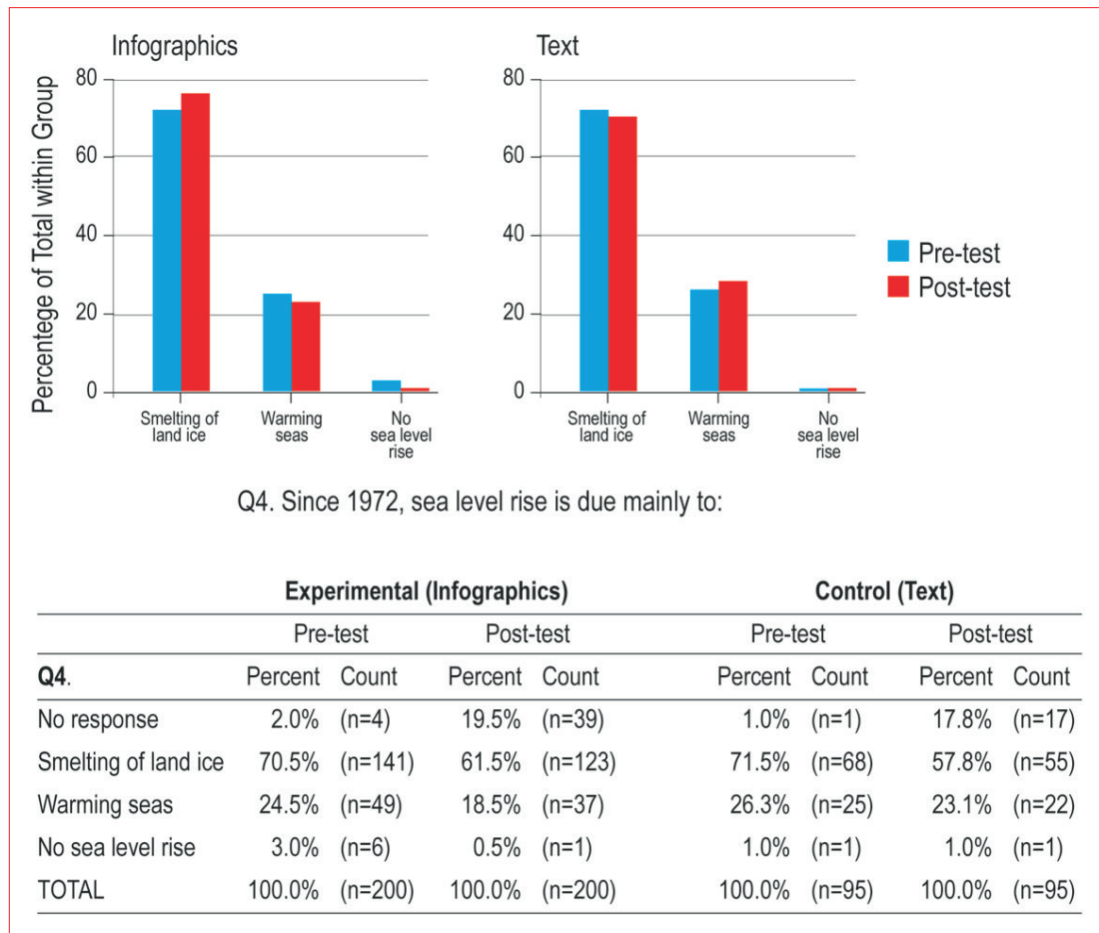 Infographics
Text
Percentege of Total within Group
80
60
40
20
0
Smelting of
land ice
Warming
seas
No
sea level
rise
80
60
40
20
0
Smelting of
land ice
Warming
seas
No
sea level
rise
Pre-test
Post-test
Q4. Since 1972, sea level rise is due mainly to:
Experimental (Infographics) Control (Text)
Pre-test Post-test Pre-test Post-test
Q4. Percent Count Percent Count Percent Count Percent Count
No response 2.0% (n=4) 19.5% (n=39) 1.0% (n=1) 17.8% (n=17)
Smelting of land ice 70.5% (n=141) 61.5% (n=123) 71.5% (n=68) 57.8% (n=55)
Warming seas 24.5% (n=49) 18.5% (n=37) 26.3% (n=25) 23.1% (n=22)
No sea level rise 3.0% (n=6) 0.5% (n=1) 1.0% (n=1) 1.0% (n=1)
TOTAL 100.0% (n=200) 100.0% (n=200) 100.0% (n=95) 100.0% (n=95)